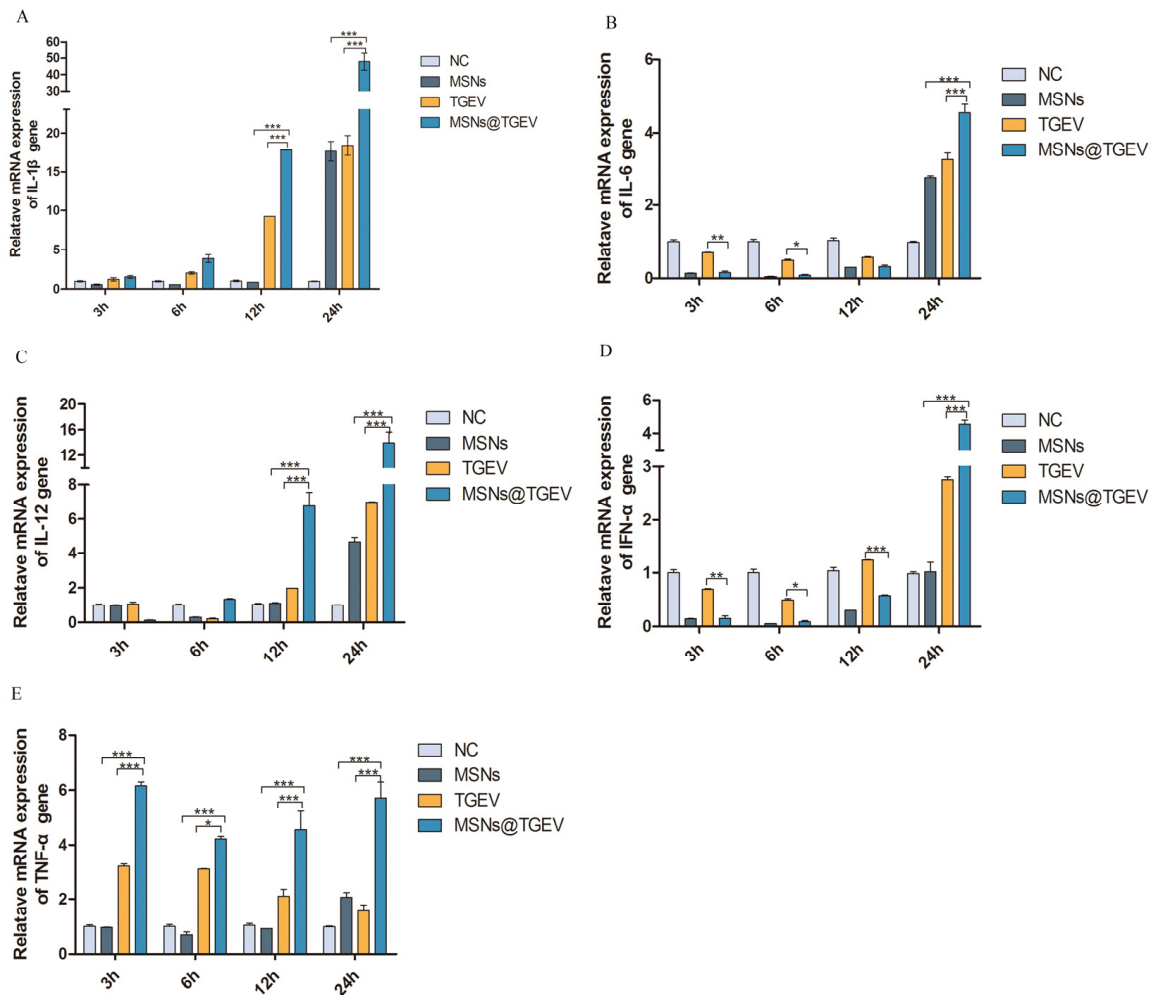 A
Relatave mRNA expression
of IL-1β gene
60
50
40
30
20
15
10
5
0
3h
6h
12h
24h
***
***
***
***
NC
MSNs
TGEV
MSNs@TGEV
B
Relatave mRNA expression
of IL-6 gene
6
4
2
0
3h
6h
12h
24h
**
*
***
***
NC
MSNs
TGEV
MSNs@TGEV
C
Relatave mRNA expression
of IL-12 gene
20
16
14
12
10
8
6
4
2
0
3h
6h
12h
24h
***
***
***
***
NC
MSNs
TGEV
MSNs@TGEV
D
Relatave mRNA expression
of IFN-α gene
6
4
3
2
1
0
3h
6h
12h
24h
**
*
***
***
***
NC
MSNs
TGEV
MSNs@TGEV
E
Relatave mRNA expression
of TNF-α gene
8
6
4
2
0
3h
6h
12h
24h
***
***
***
*
***
***
***
***
NC
MSNs
TGEV
MSNs@TGEV